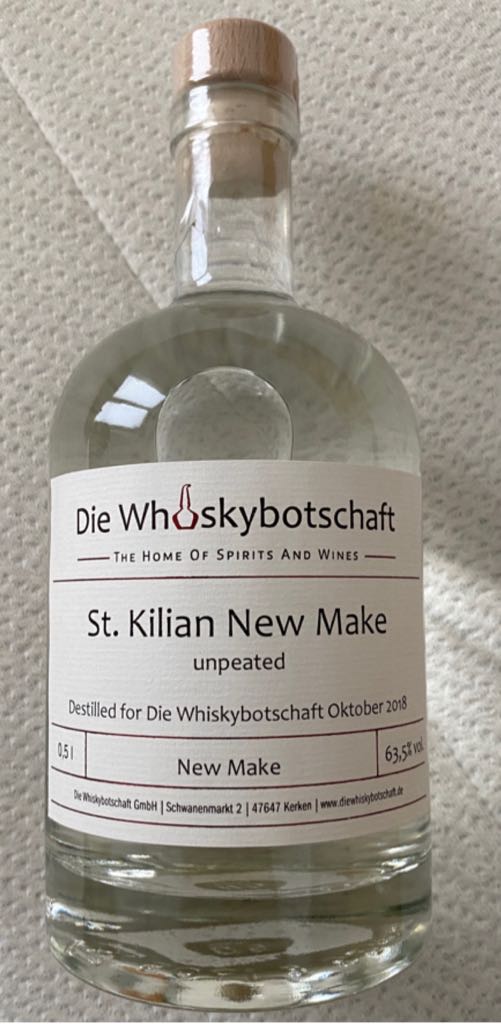 Die Whiskybotschaft
THE HOME OF SPIRITS AND WINES
St. Kilian New Make
unpeated
Destilled for Die Whiskybotschaft Oktober 2018
0,5 l
New Make
63,5% vol.
Die Whiskybotschaft GmbH | Schwanenmarkt 2 | 47647 Kerken | www.diewhiskybotschaft.de